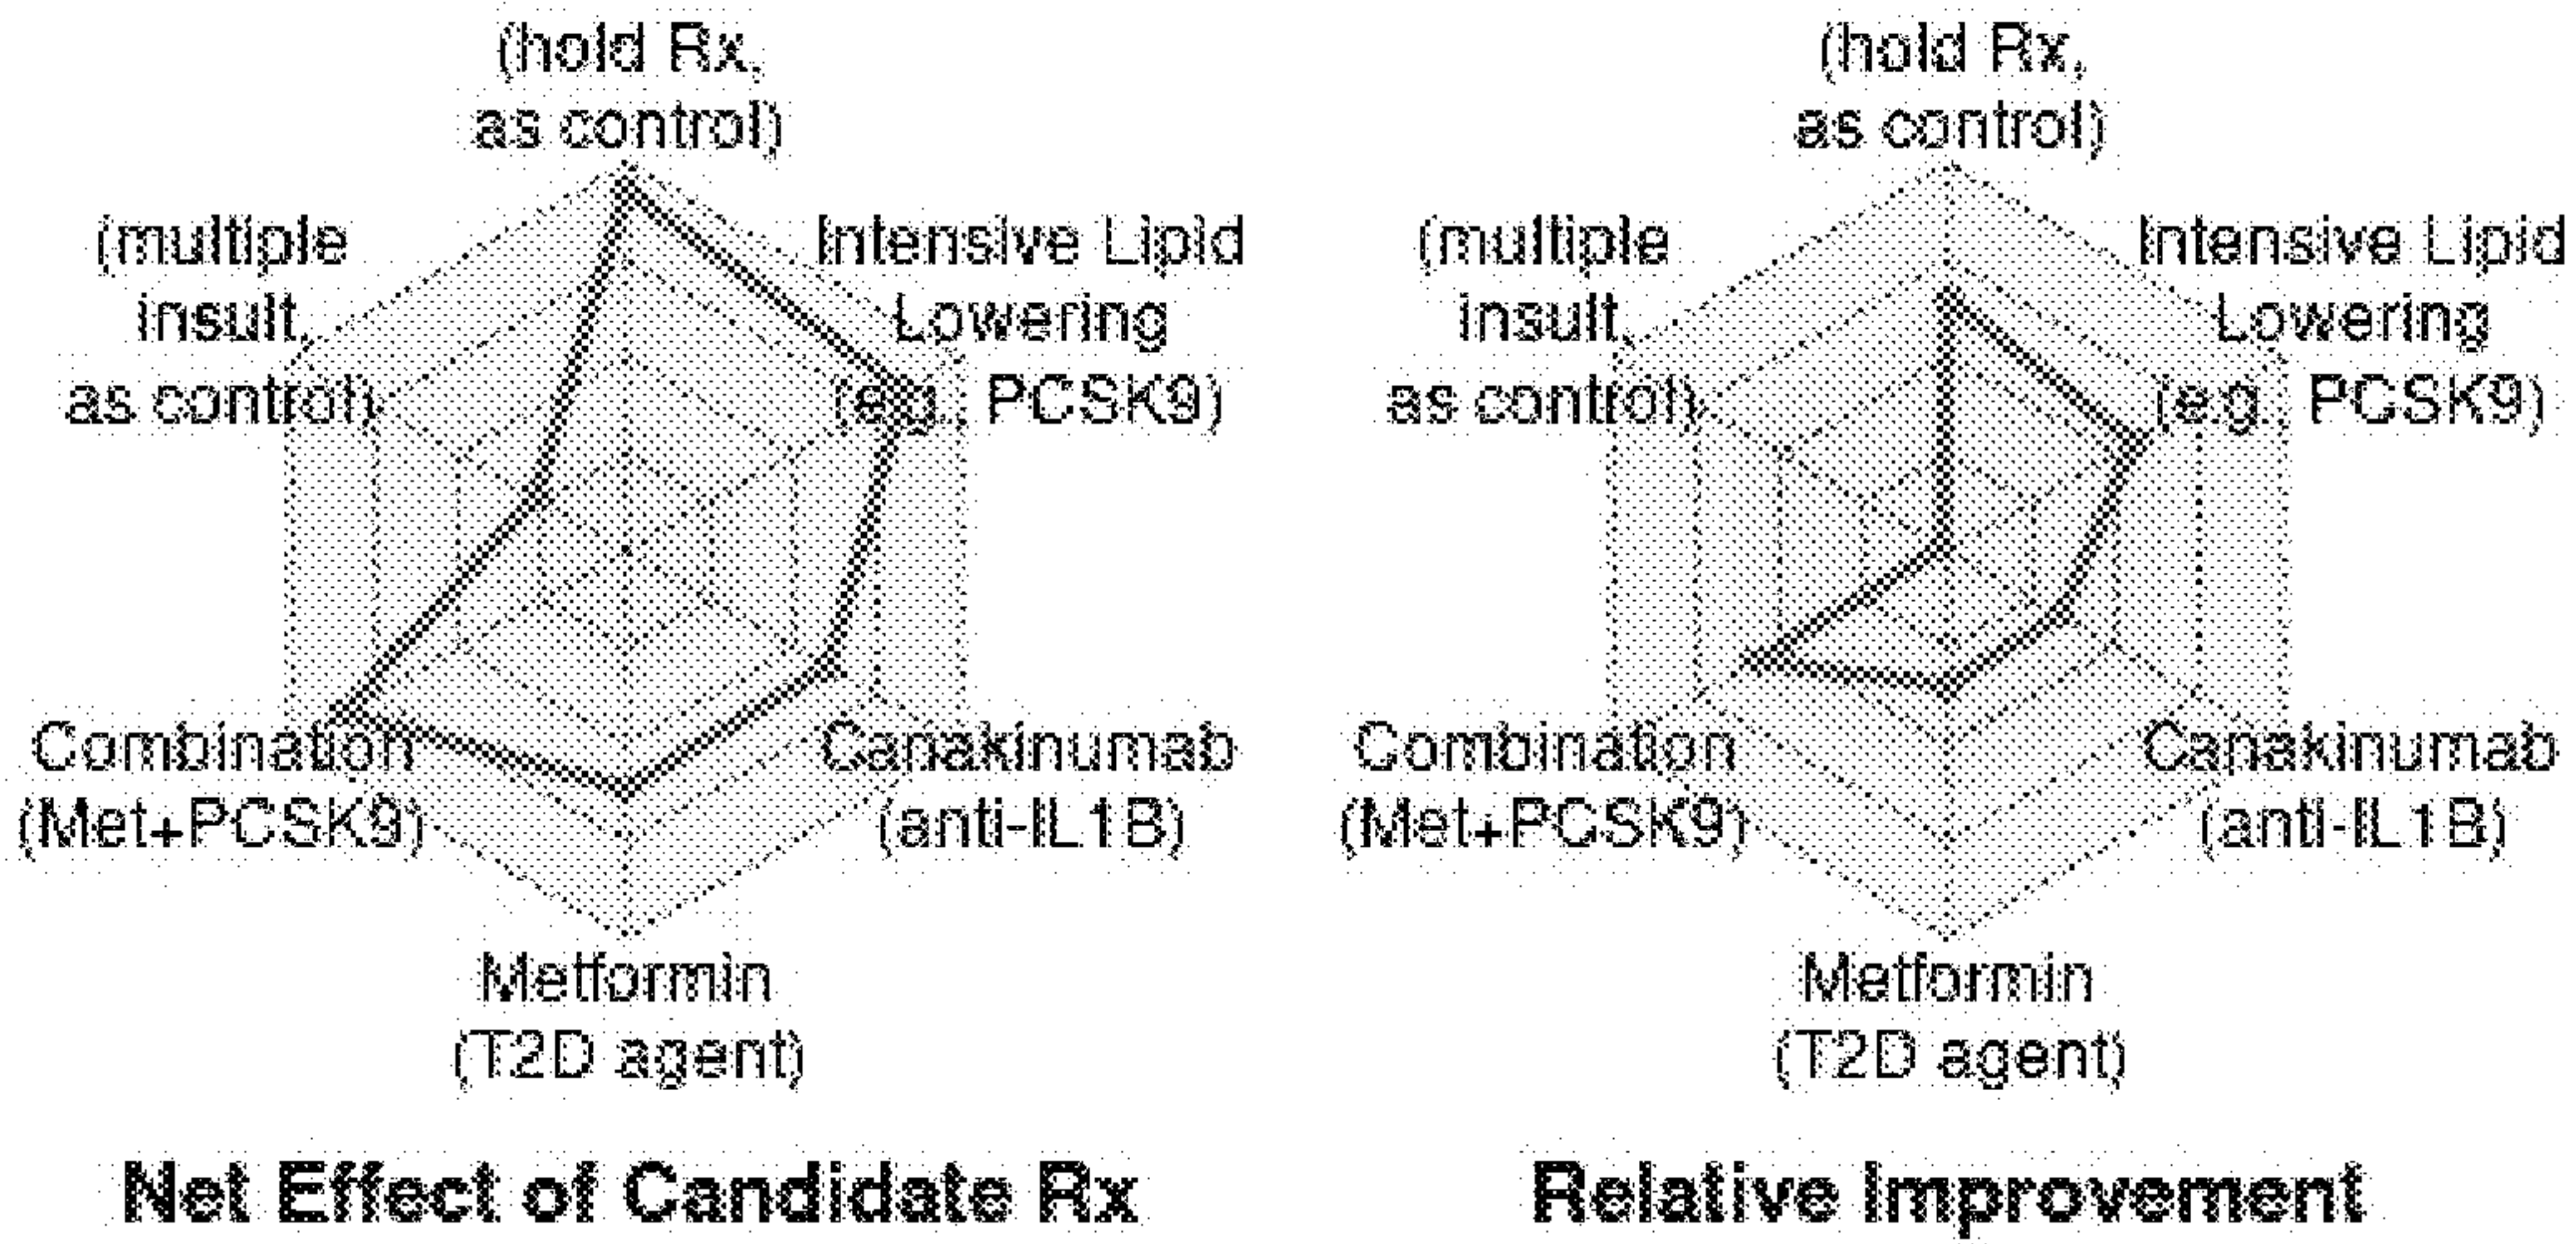 (hold Rx,
as control)
(multiple
insult,
as control)
Intensive Lipid
Lowering
(e.g., PCSK9)
Combination
(Met+PCSK9)
Canakinumab
(anti-IL1B)
Metformin
(T2D agent)
Net Effect of Candidate Rx
(hold Rx,
as control)
(multiple
insult,
as control)
Intensive Lipid
Lowering
(e.g., PCSK9)
Combination
(Met+PCSK9)
Canakinumab
(anti-IL1B)
Metformin
(T2D agent)
Relative Improvement